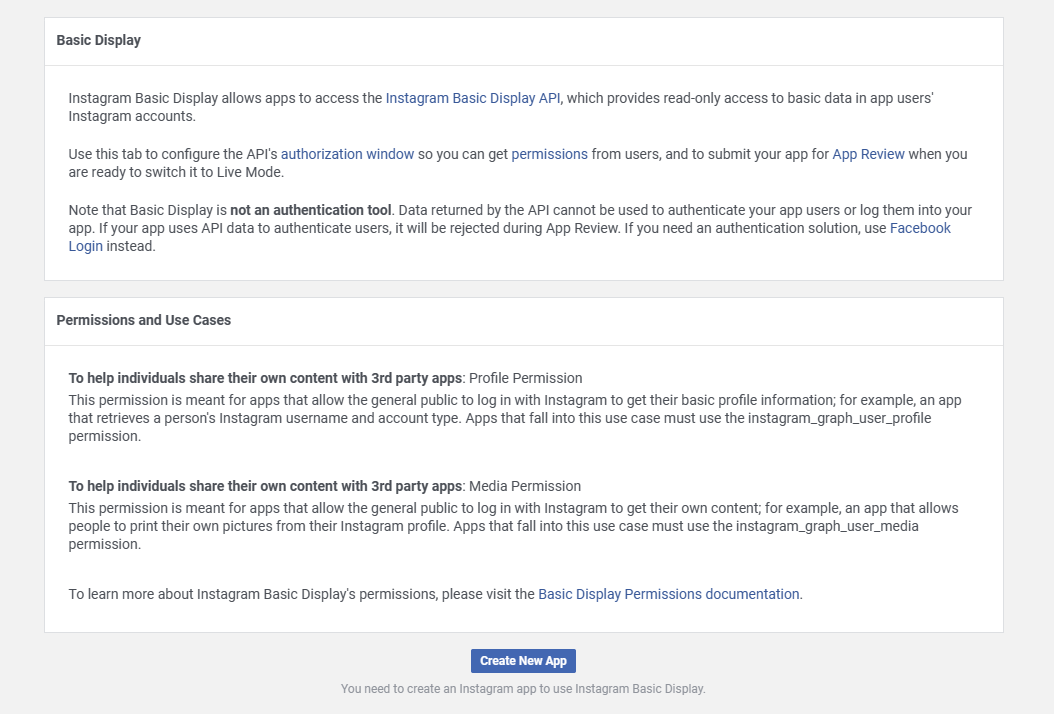 Basic Display
Instagram Basic Display allows apps to access the Instagram Basic Display API, which provides read-only access to basic data in app users'
Instagram accounts.
Use this tab to configure the API's authorization window so you can get permissions from users, and to submit your app for App Review when you
are ready to switch it to Live Mode.
Note that Basic Display is not an authentication tool. Data returned by the API cannot be used to authenticate your app users or log them into your
app. If your app uses API data to authenticate users, it will be rejected during App Review. If you need an authentication solution, use Facebook
Login instead.
Permissions and Use Cases
To help individuals share their own content with 3rd party apps: Profile Permission
This permission is meant for apps that allow the general public to log in with Instagram to get their basic profile information; for example, an app
that retrieves a person's Instagram username and account type. Apps that fall into this use case must use the instagram_graph_user_profile
permission.
To help individuals share their own content with 3rd party apps: Media Permission
This permission is meant for apps that allow the general public to log in with Instagram to get their own content; for example, an app that allows
people to print their own pictures from their Instagram profile. Apps that fall into this use case must use the instagram_graph_user_media
permission.
To learn more about Instagram Basic Display's permissions, please visit the Basic Display Permissions documentation.
Create New App
You need to create an Instagram app to use Instagram Basic Display.